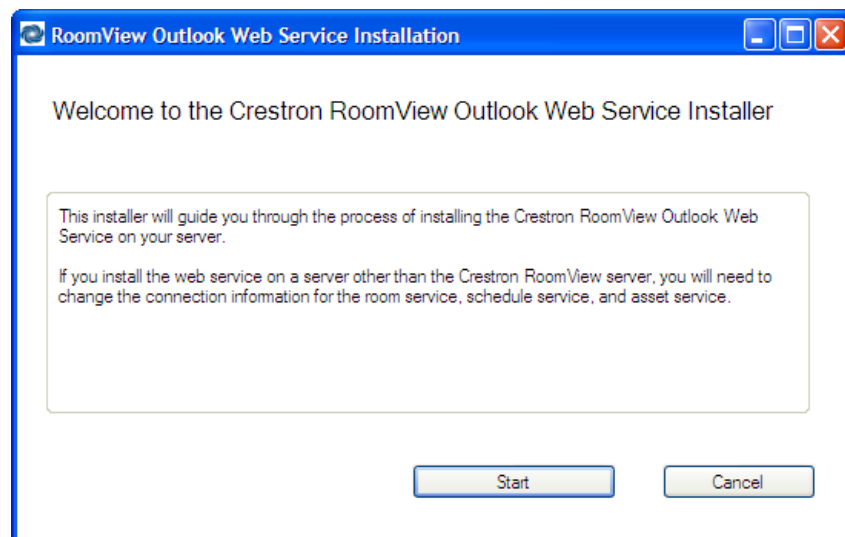 RoomView Outlook Web Service Installation
Welcome to the Crestron RoomView Outlook Web Service Installer
This installer will guide you through the process of installing the Crestron RoomView Outlook Web
Service on your server.
If you install the web service on a server other than the Crestron RoomView server, you will need to
change the connection information for the room service, schedule service, and asset service.
Start
Cancel